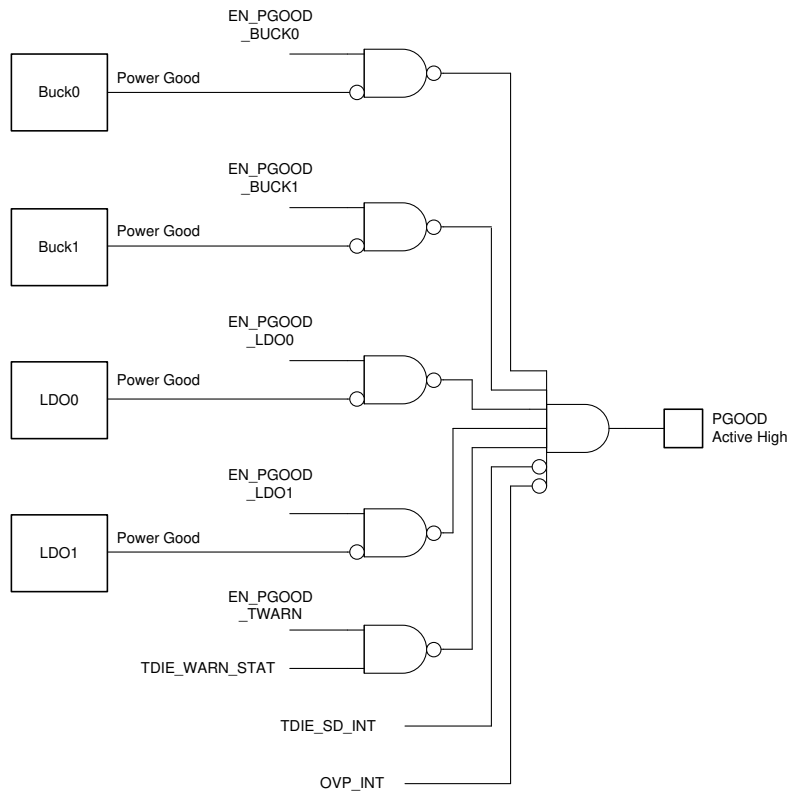 EN_PGOOD
_BUCK0
Buck0
Power Good
EN_PGOOD
_BUCK1
Buck1
Power Good
EN_PGOOD
_LDO0
LDO0
Power Good
PGOOD
Active High
EN_PGOOD
_LDO1
LDO1
Power Good
EN_PGOOD
_TWARN
TDIE_WARN_STAT
TDIE_SD_INT
OVP_INT